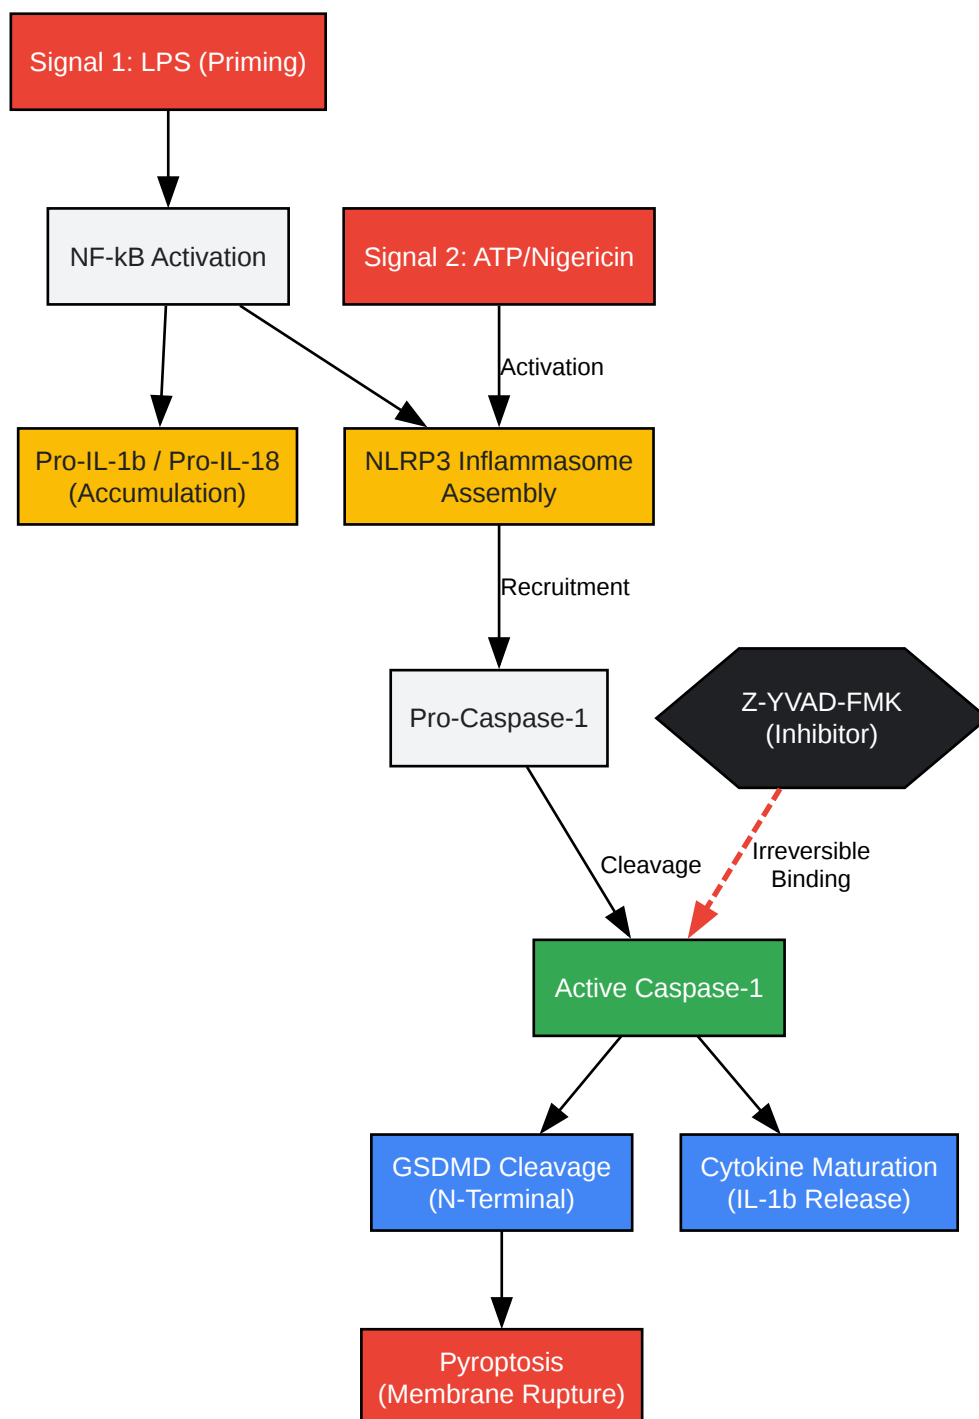 Signal 1: LPS (Priming)
NF-kB Activation
Signal 2: ATP/Nigericin
Activation
Pro-IL-1b / Pro-IL-18
(Accumulation)
NLRP3 Inflammasome
Assembly
Recruitment
Pro-Caspase-1
Z-YVAD-FMK
(Inhibitor)
Cleavage
Irreversible
Binding
Active Caspase-1
GSDMD Cleavage
(N-Terminal)
Cytokine Maturation
(IL-1b Release)
Pyroptosis
(Membrane Rupture)